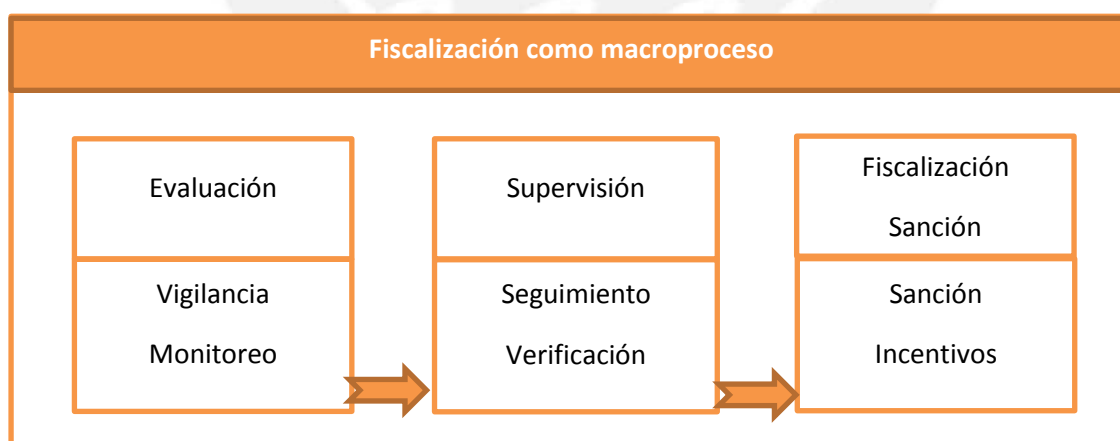 Fiscalización como macroproceso
Evaluación
Vigilancia
Monitoreo
Supervisión
Seguimiento
Verificación
Fiscalización
Sanción
Sanción
Incentivos